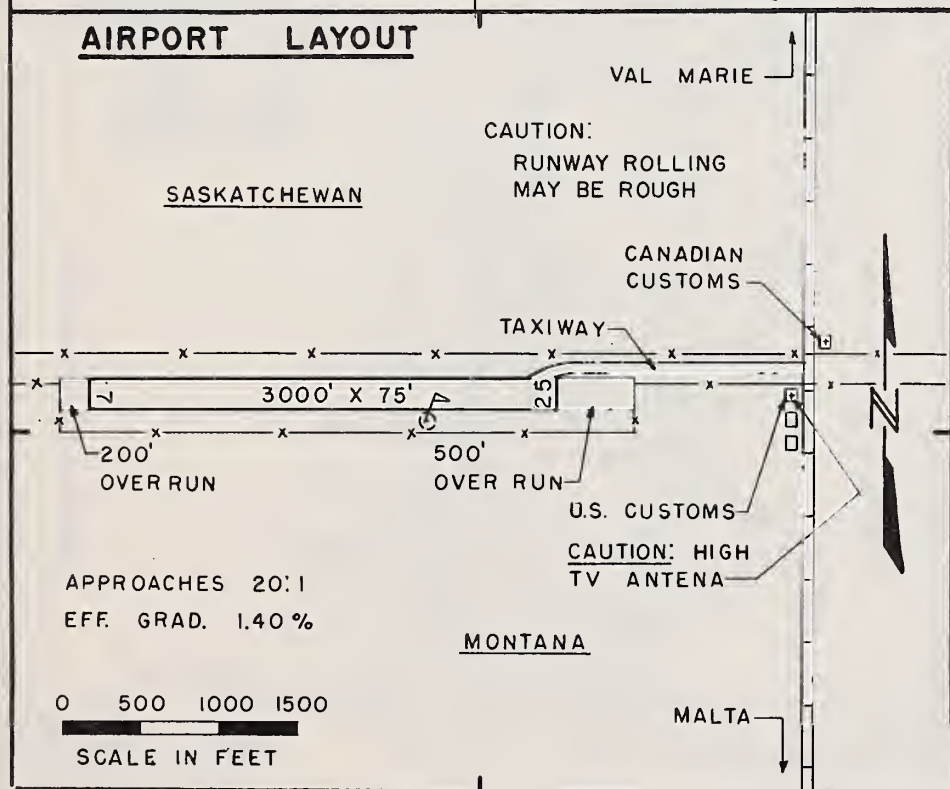 AIRPORT LAYOUT
VAL MARIE
CAUTION:
RUNWAY ROLLING
MAY BE ROUGH
SASKATCHEWAN
CANADIAN
CUSTOMS
TAXIWAY
7
3000' X 75'
25
N
200'
OVER RUN
500'
OVER RUN
U.S. CUSTOMS
CAUTION: HIGH
TV ANTENA
APPROACHES 20:1
EFF. GRAD. 1.40 %
MONTANA
0 500 1000 1500
SCALE IN FEET
MALTA